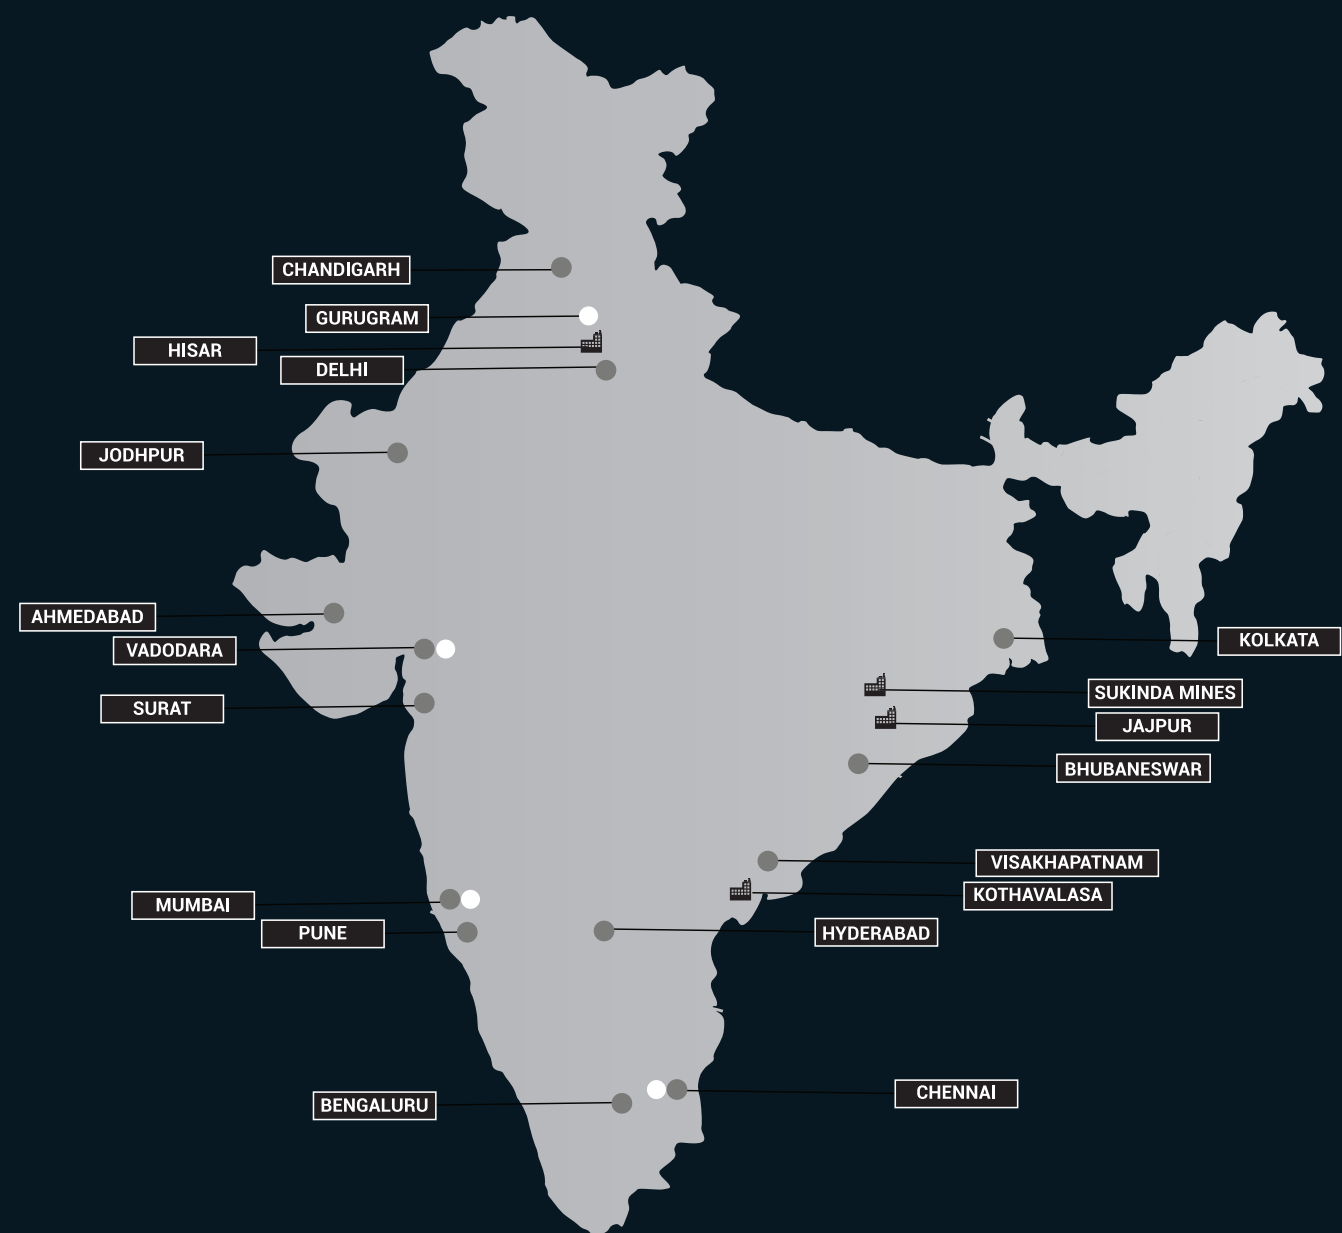 CHANDIGARH
GURUGRAM
HISAR
DELHI
JODHPUR
AHMEDABAD
VADODARA
SURAT
MUMBAI
PUNE
BENGALURU
KOLKATA
SUKINDA MINES
JAJPUR
BHUBANESWAR
VISAKHAPATNAM
KOTHAVALASA
HYDERABAD
CHENNAI